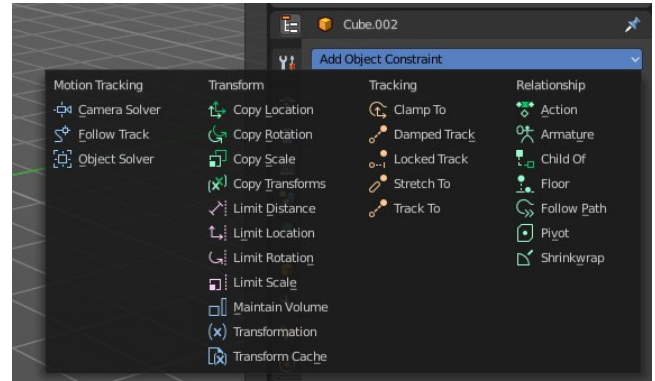 Cube.002
Add Object Constraint
Motion Tracking
Camera Solver
Follow Track
Object Solver
Transform
Copy Location
Copy Rotation
Copy Scale
Copy Transforms
Limit Distance
Limit Location
Limit Rotation
Limit Scale
Maintain Volume
Transformation
Transform Cache
Tracking
Clamp To
Damped Track
Locked Track
Stretch To
Track To
Relationship
Action
Armature
Child Of
Floor
Follow Path
Pivot
Shrinkwrap